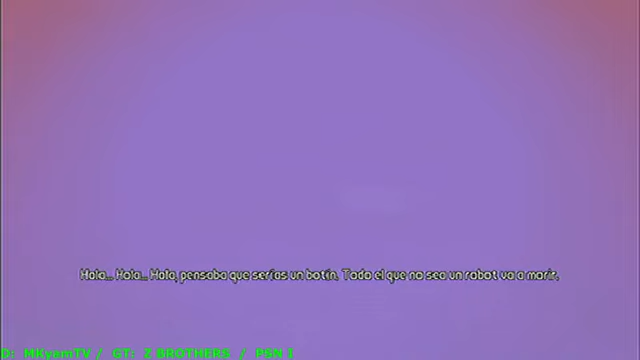 Hola... Hola... Hola, pensaba que serías un botín. Todo el que no sea un robot va a morir.
D: MKvemTV / GT: Z BROTHERS / PSN I